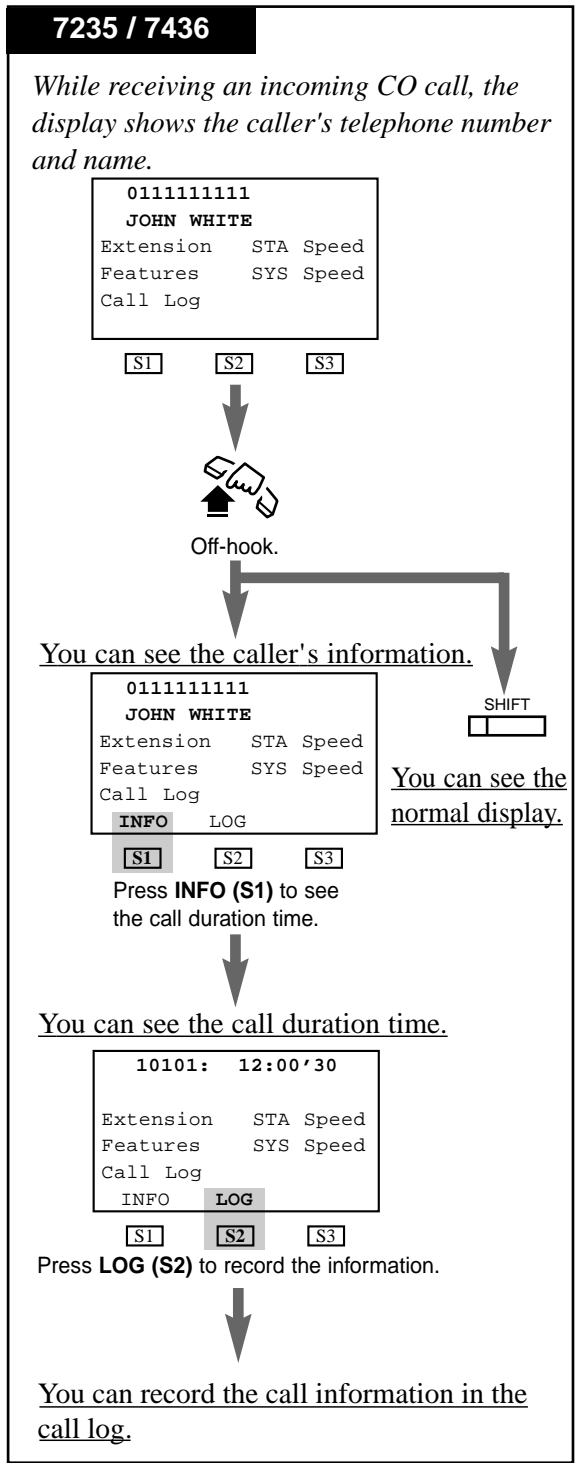 7235 / 7436
While receiving an incoming CO call, the
display shows the caller's telephone number
and name.
0111111111
JOHN WHITE
Extension STA Speed
Features SYS Speed
Call Log
S1 S2 S3
Off-hook.
You can see the caller's information.
0111111111
JOHN WHITE
Extension STA Speed
Features SYS Speed
Call Log
INFO LOG
S1 S2 S3
SHIFT
You can see the
normal display.
Press INFO (S1) to see
the call duration time.
You can see the call duration time.
10101: 12:00'30
Extension STA Speed
Features SYS Speed
Call Log
INFO LOG
S1 S2 S3
Press LOG (S2) to record the information.
You can record the call information in the
call log.